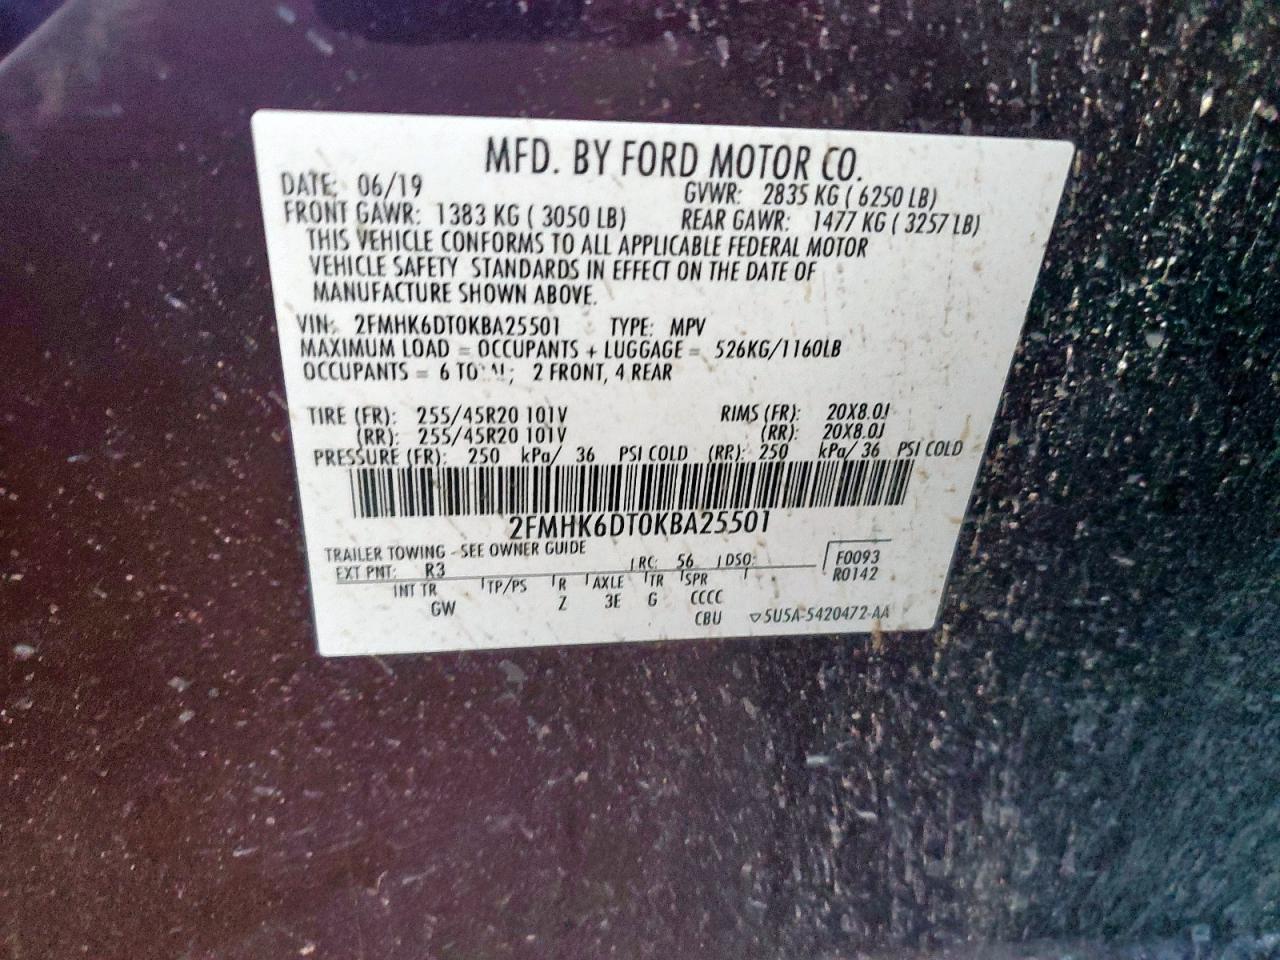 MFD. BY FORD MOTOR CO.
DATE: 06/19 GVWR: 2835 KG ( 6250 LB)
FRONT GAWR: 1383 KG ( 3050 LB) REAR GAWR: 1477 KG ( 3257 LB)
THIS VEHICLE CONFORMS TO ALL APPLICABLE FEDERAL MOTOR
VEHICLE SAFETY STANDARDS IN EFFECT ON THE DATE OF
MANUFACTURE SHOWN ABOVE.
VIN: 2FMHK6DT0KBA25501 TYPE: MPV
MAXIMUM LOAD = OCCUPANTS + LUGGAGE = 526KG/1160LB
OCCUPANTS = 6 2 FRONT, 4 REAR
TIRE (FR): 255/45R20 101V RIMS (FR): 20X8.0J
(RR): 255/45R20 101V (RR): 20X8.0J
PRESSURE (FR): 250 kPa/ 36 PSI COLD (RR): 250 kPa/ 36 PSI COLD
2FMHK6DT0KBA25501
TRAILER TOWING - SEE OWNER GUIDE
EXT PNT: R3 RC: 56 DSO: F0093
R0142
INT TR TP/PS R AXLE TR SPR
GW Z 3E G CCCC
CBU ▽5U5A-5420472-AA